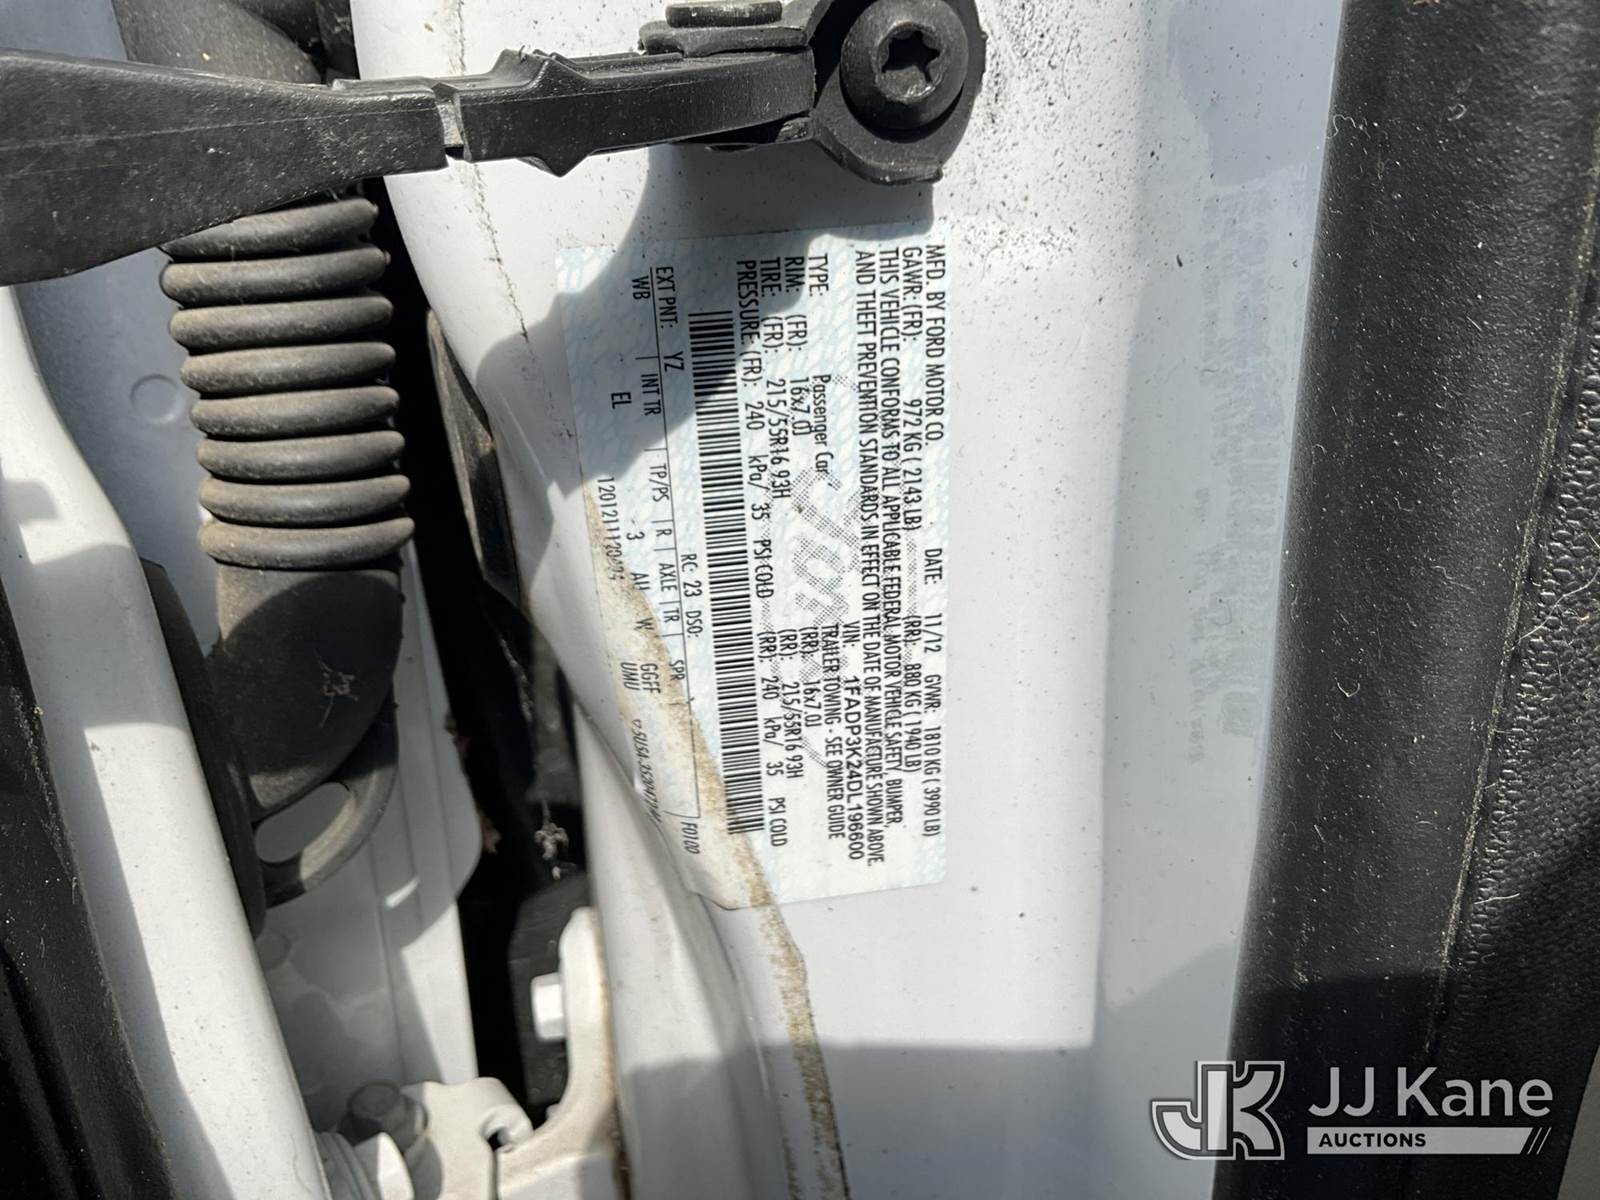 MFD. BY FORD MOTOR CO. DATE: 11/12 GVWR: 1810 KG ( 3990 LB)
GAWR: (FR): 972 KG ( 2143 LB) (RR): 880 KG ( 1940 LB)
THIS VEHICLE CONFORMS TO ALL APPLICABLE FEDERAL MOTOR VEHICLE SAFETY, BUMPER,
AND THEFT PREVENTION STANDARDS IN EFFECT ON THE DATE OF MANUFACTURE SHOWN ABOVE.
VIN: 1FADP3K24DL196600
TYPE: Passenger Car TRAILER TOWING - SEE OWNER GUIDE
RIM: (FR): 16x7.0J (RR): 16x7.0J
TIRE: (FR): 215/55R16 93H (RR): 215/55R16 93H
PRESSURE: (FR): 240 kPa/ 35 PSI COLD (RR): 240 kPa/ 35 PSI COLD
RC: 23 DSO: F0100
EXT PNT: YZ INT TR TP/PS R AXLE TR SPR
WB EL 3 W GGFF
UMU
JJ Kane
AUCTIONS